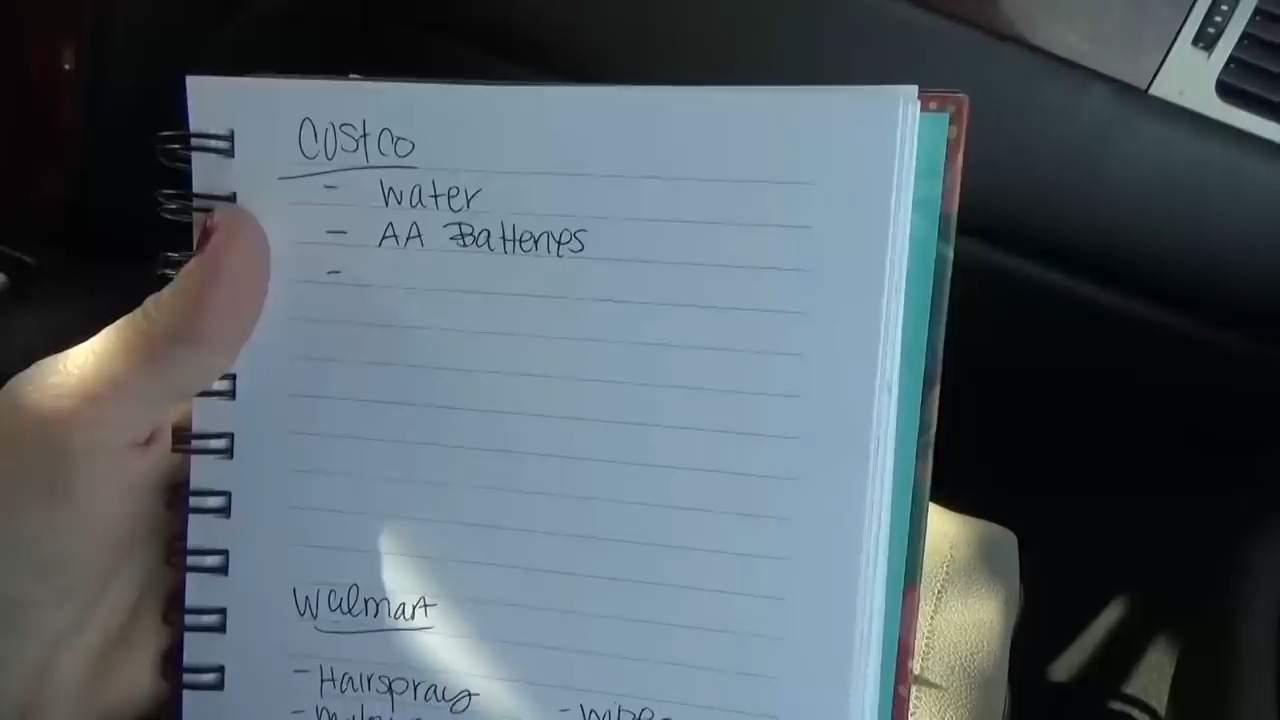 Costco
- Water
- AA Batteries
-
Walmart
- Hairspray